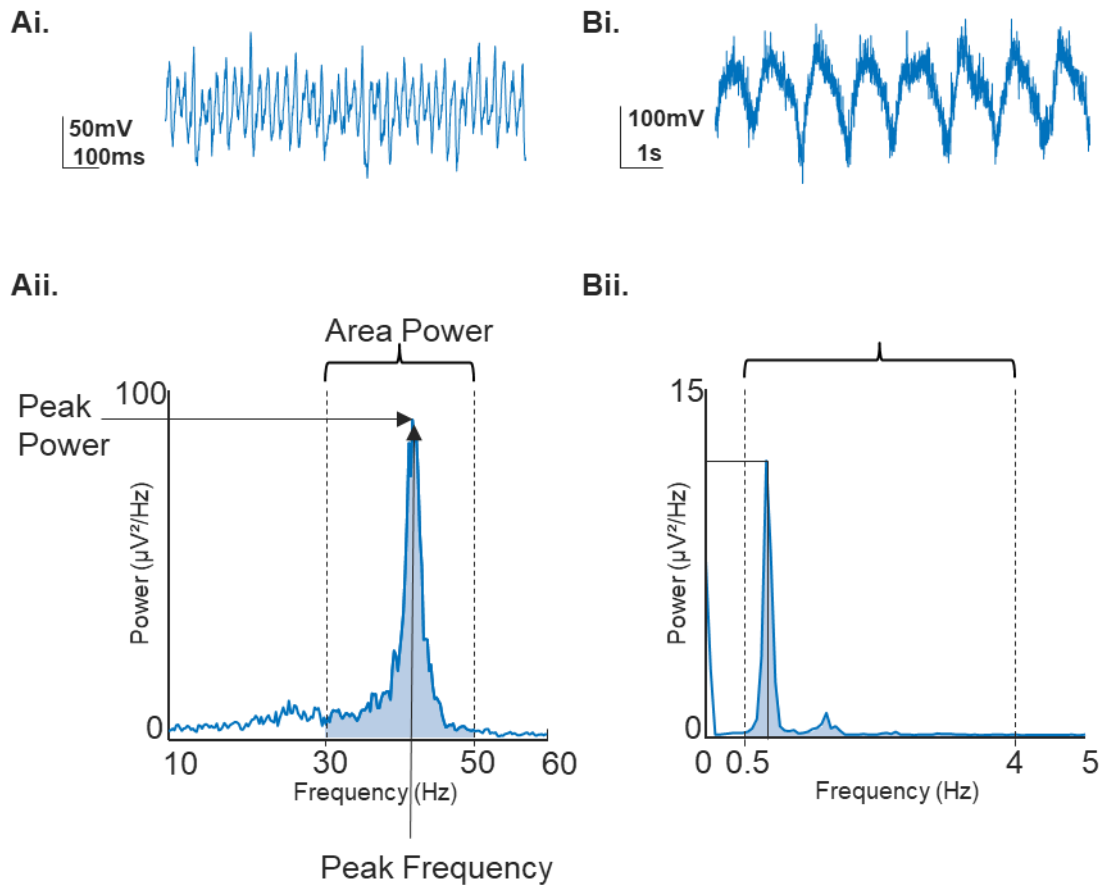 Ai.
50mV
100ms
Bi.
100mV
1s
Aii.
Area Power
Peak
Power
100
0
Power (µV²/Hz)
10
30
50
60
Frequency (Hz)
Peak Frequency
Bii.
15
0
Power (µV²/Hz)
0
0.5
4
5
Frequency (Hz)